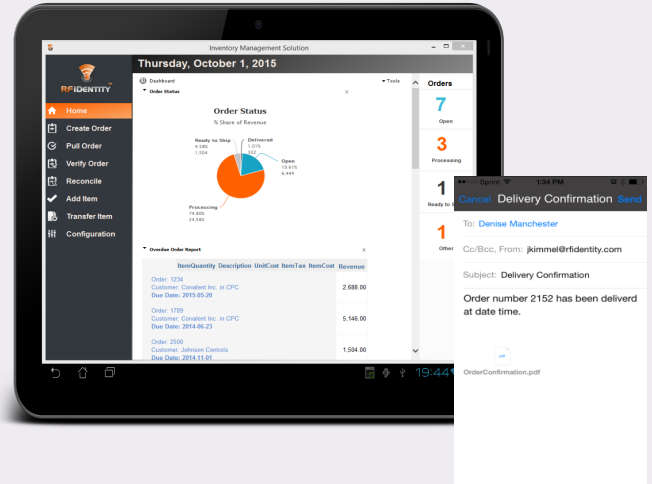 Inventory Management Solution
Thursday, October 1, 2015
RFIDENTITY
Home
Create Order
Pull Order
Verify Order
Reconcile
Add Item
Transfer Item
Configuration
Dashboard
Tools
Order Status
x
Order Status
% Share of Revenue
Ready to Ship
4.58%
1,504
Delivered
1.01%
332
Open
19.61%
6,444
Processing
74.80%
24,580
Overdue Order Report
x
ItemQuantity Description UnitCost ItemTax ItemCost Revenue
Order: 1234
Customer: Convalent Inc. in CPC
Due Date: 2015-05-20
2,688.00
Order: 1789
Customer: Convalent Inc. in CPC
Due Date: 2014-06-23
5,146.00
Order: 2500
Customer: Johnson Controls
Due Date: 2014-11-01
1,504.00
Orders
7
Open
3
Processing
1
Ready to
1
Other
19:44
Sprint 1:34 PM
Cancel Delivery Confirmation Send
To: Denise Manchester
Cc/Bcc, From: jkimmel@rfidentity.com
Subject: Delivery Confirmation
Order number 2152 has been deliverd
at date time.
pdf
OrderConfirmation.pdf